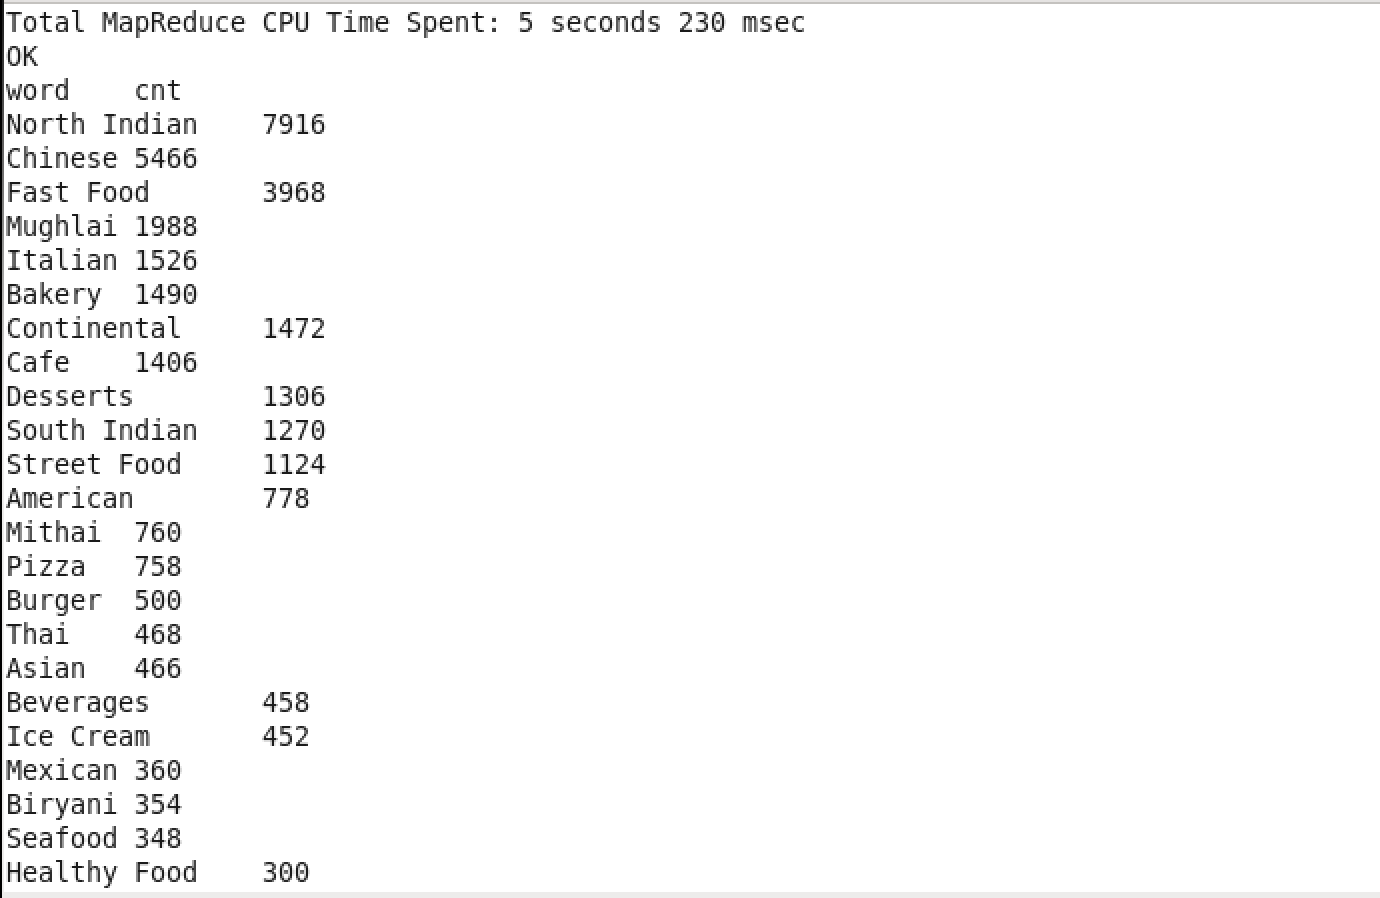 Total MapReduce CPU Time Spent: 5 seconds 230 msec
OK
word    cnt
North Indian    7916
Chinese 5466
Fast Food       3968
Mughlai 1988
Italian 1526
Bakery  1490
Continental     1472
Cafe    1406
Desserts        1306
South Indian    1270
Street Food     1124
American        778
Mithai  760
Pizza   758
Burger  500
Thai    468
Asian   466
Beverages       458
Ice Cream       452
Mexican 360
Biryani 354
Seafood 348
Healthy Food    300